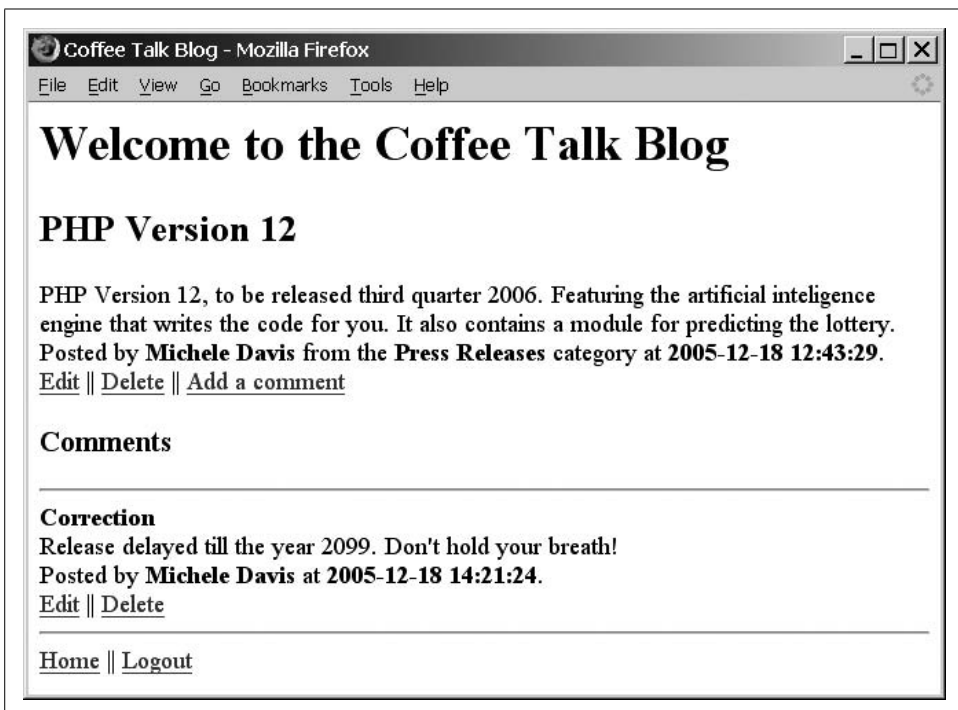 Coffee Talk Blog - Mozilla Firefox
File Edit View Go Bookmarks Tools Help
Welcome to the Coffee Talk Blog
PHP Version 12
PHP Version 12, to be released third quarter 2006. Featuring the artificial inteligence
engine that writes the code for you. It also contains a module for predicting the lottery.
Posted by Michele Davis from the Press Releases category at 2005-12-18 12:43:29.
Edit || Delete || Add a comment
Comments
Correction
Release delayed till the year 2099. Don't hold your breath!
Posted by Michele Davis at 2005-12-18 14:21:24.
Edit || Delete
Home || Logout